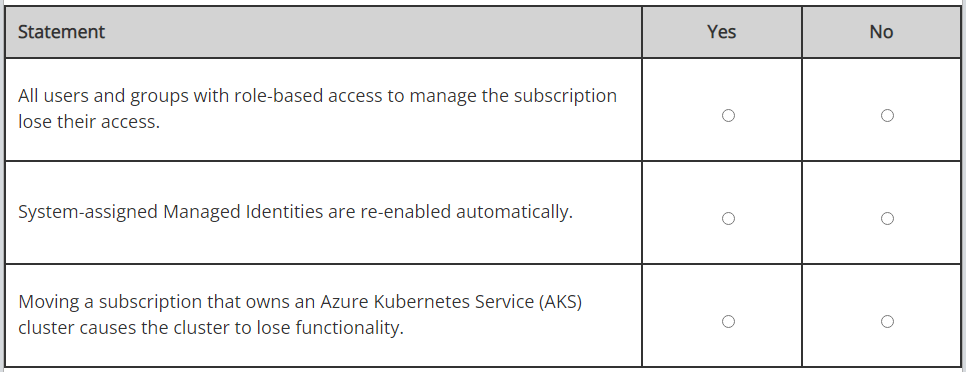 Statement Yes No
All users and groups with role-based access to manage the subscription
lose their access.
System-assigned Managed Identities are re-enabled automatically.
Moving a subscription that owns an Azure Kubernetes Service (AKS)
cluster causes the cluster to lose functionality.